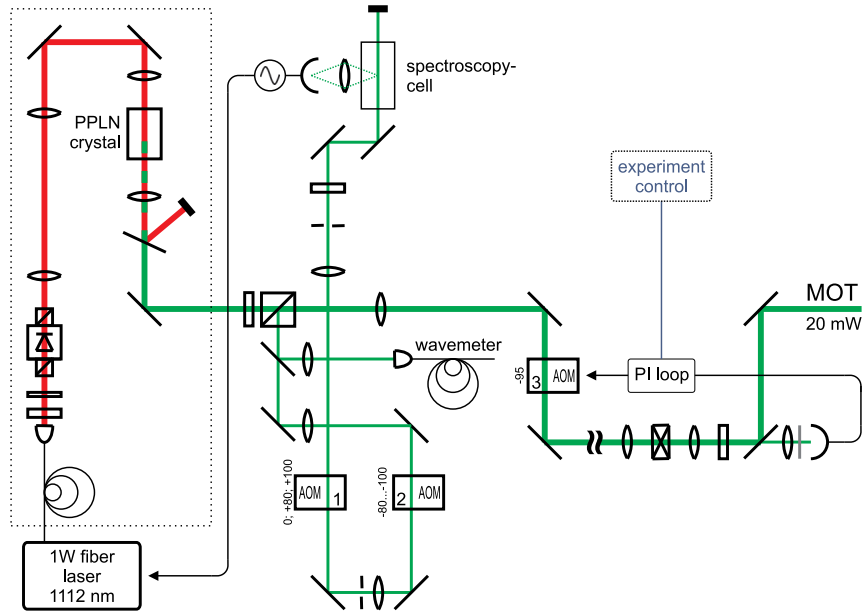 spectroscopy-
cell
PPLN
crystal
experiment
control
MOT
20 mW
wavemeter
-95
3
AOM
PI loop
0; +80; +100
AOM
1
-80...-100
2
AOM
1W fiber
laser
1112 nm